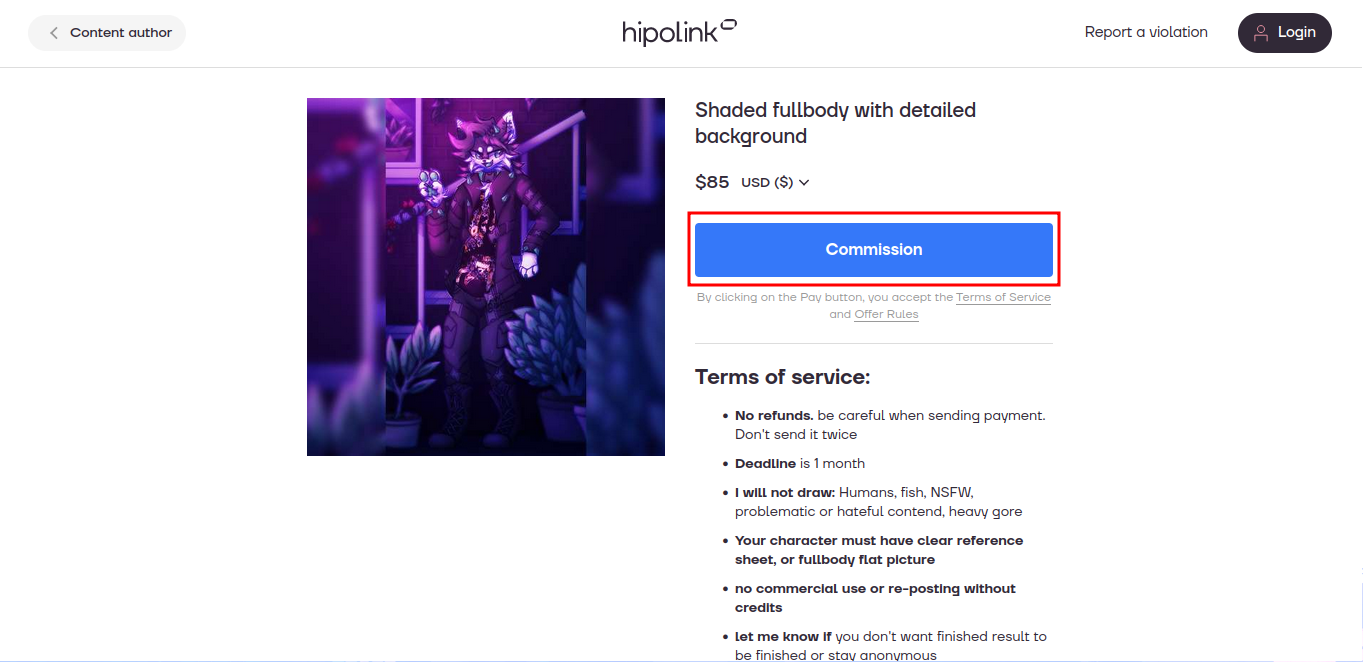 Content author
hipolink
Report a violation
Login
Shaded fullbody with detailed
background
$85 USD ($)
Commission
By clicking on the Pay button, you accept the Terms of Service
and Offer Rules
Terms of service:
• No refunds. be careful when sending payment.
Don't send it twice
• Deadline is 1 month
• I will not draw: Humans, fish, NSFW,
problematic or hateful contend, heavy gore
• Your character must have clear reference
sheet, or fullbody flat picture
• no commercial use or re-posting without
credits
• let me know if you don't want finished result to
be finished or stay anonymous